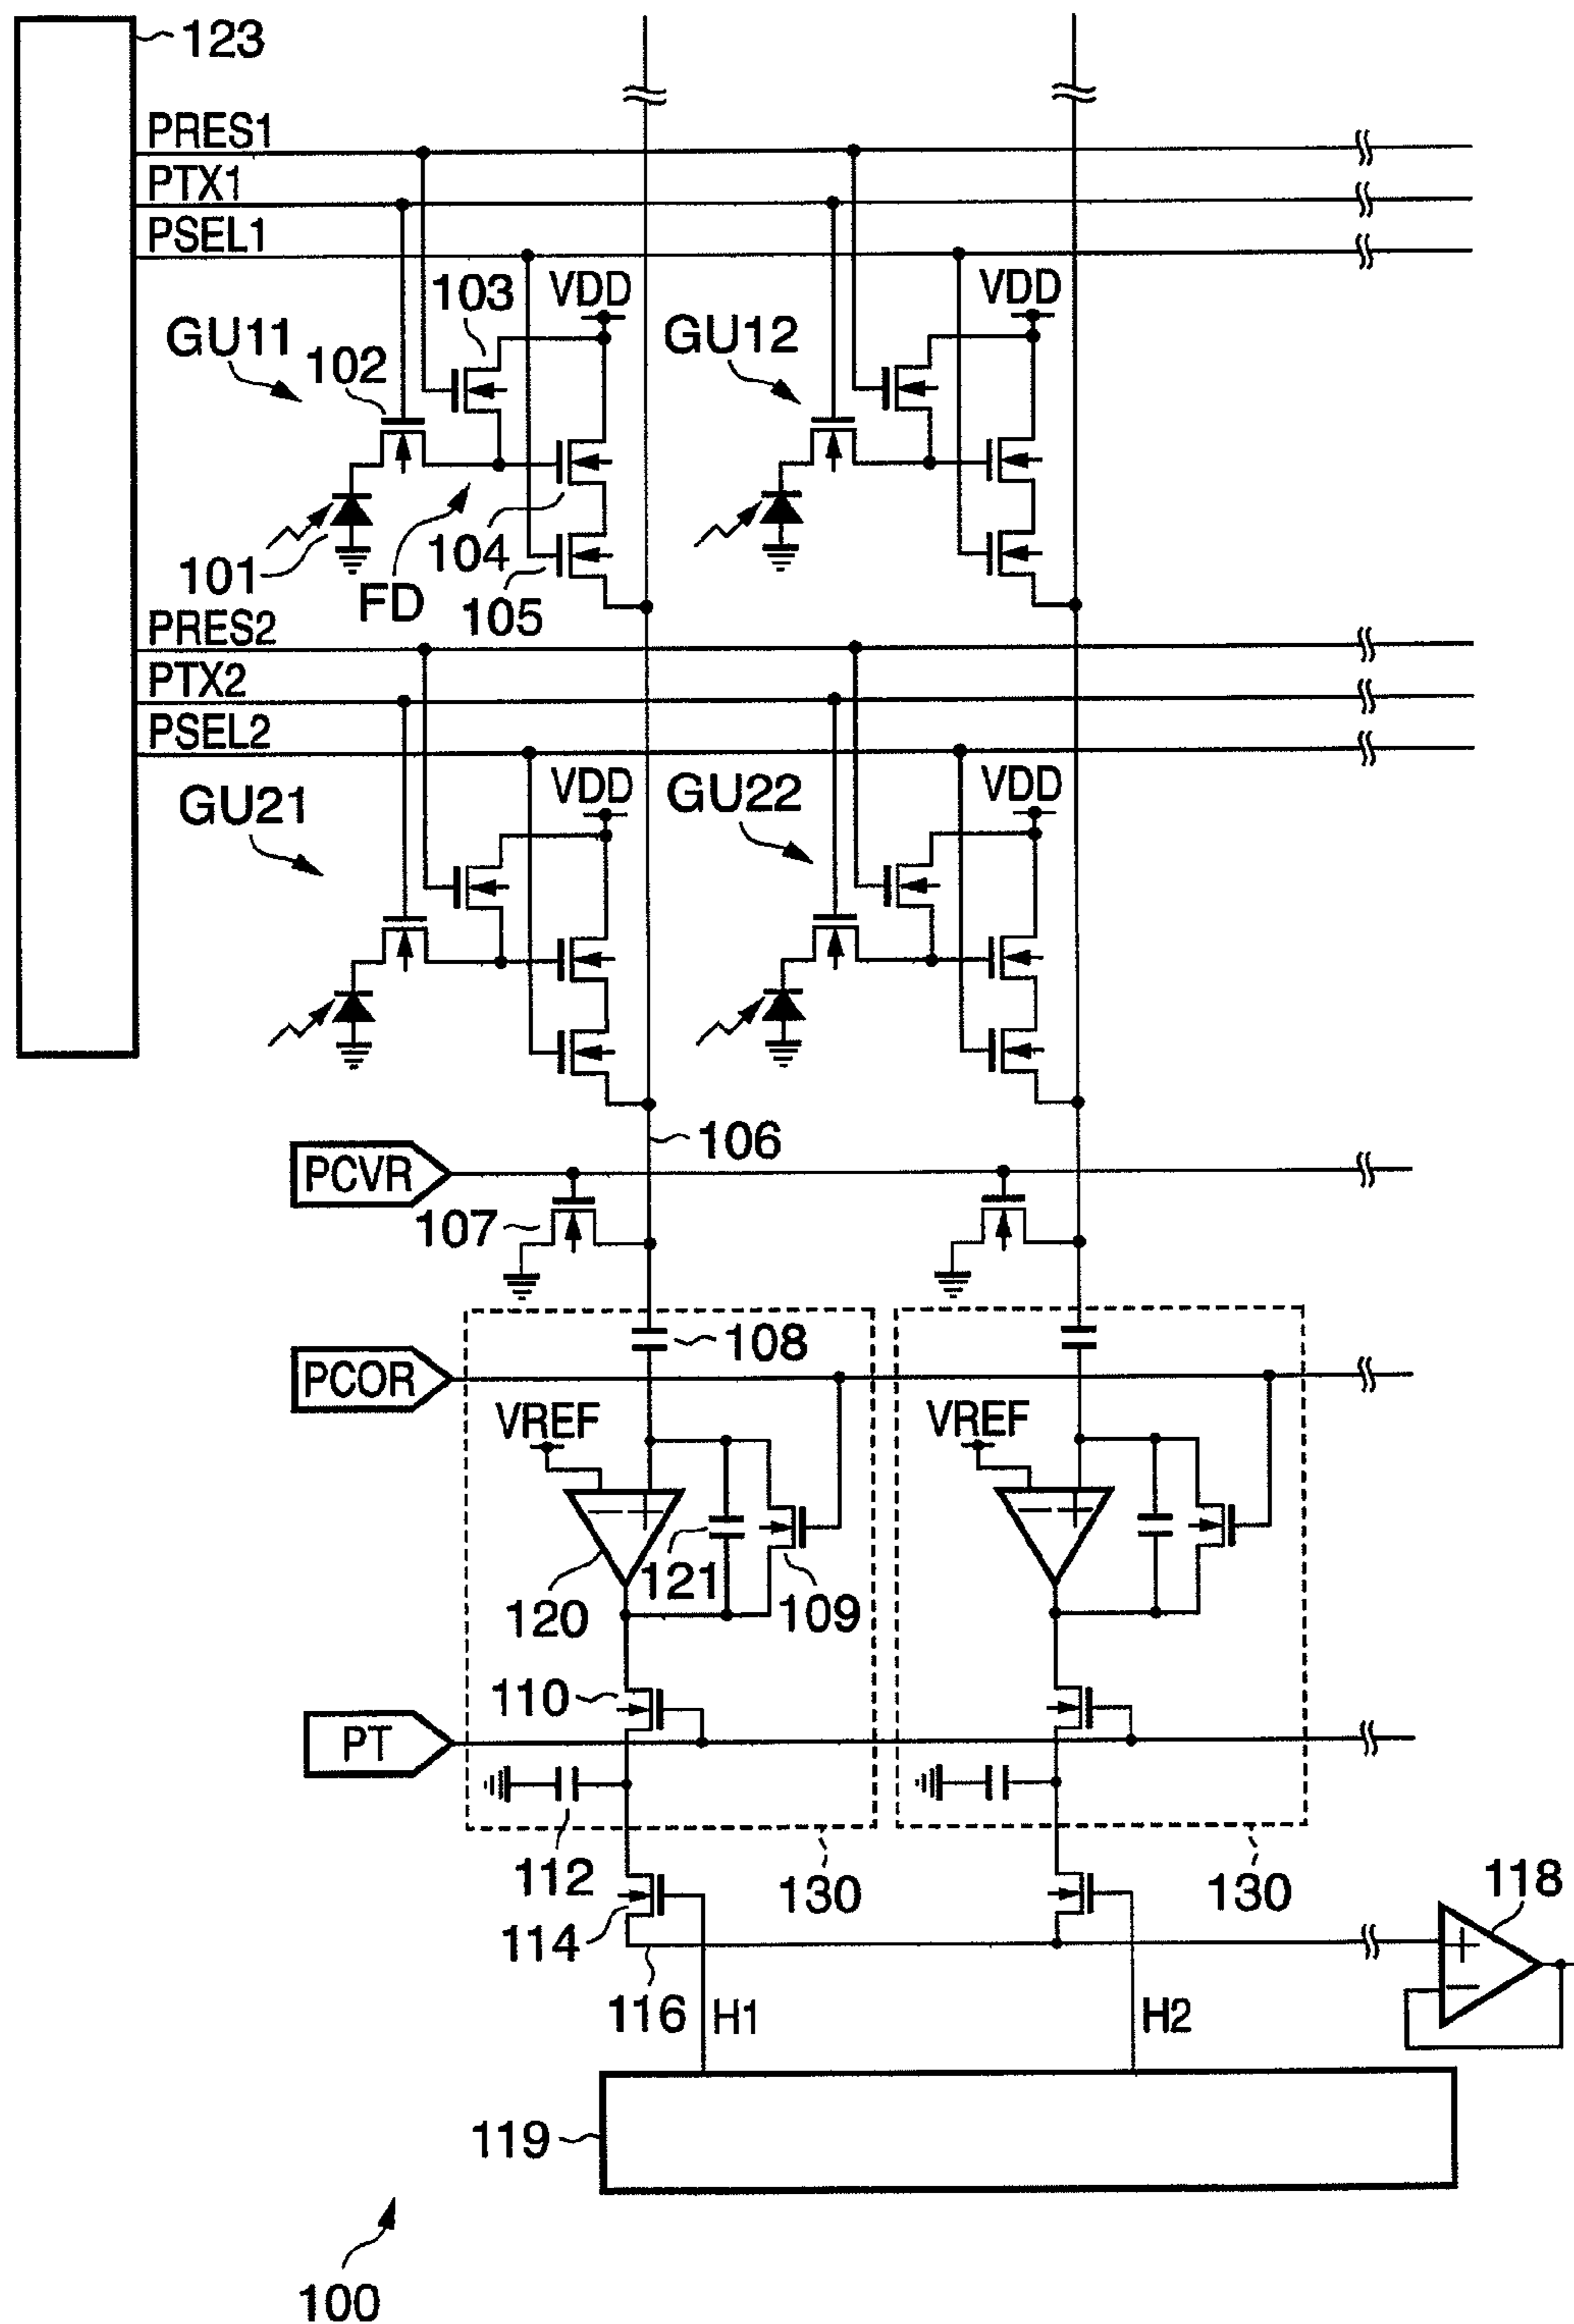 123
PRES1
PTX1
PSEL1
103 VDD
VDD
GU11
102
GU12
101
FD
104
105
PRES2
PTX2
PSEL2
VDD
VDD
GU21
GU22
106
PCVR
107
108
PCOR
VREF
VREF
121
120
109
110
PT
112
130
130
118
114
116
H1
H2
119
100